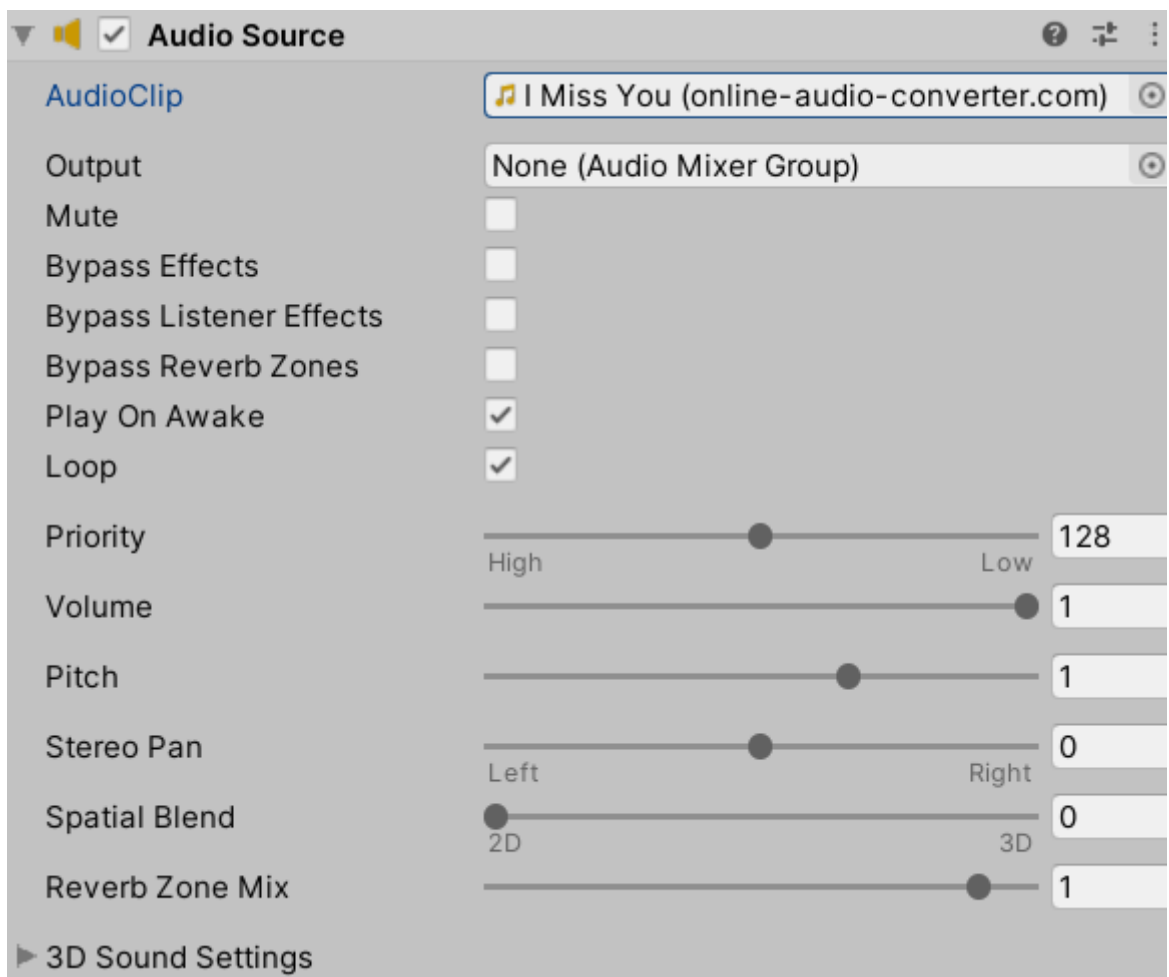 Audio Source
AudioClip I Miss You (online-audio-converter.com)
Output None (Audio Mixer Group)
Mute
Bypass Effects
Bypass Listener Effects
Bypass Reverb Zones
Play On Awake
Loop
Priority 128
High Low
Volume 1
Pitch 1
Stereo Pan 0
Left Right
Spatial Blend 0
2D 3D
Reverb Zone Mix 1
3D Sound Settings